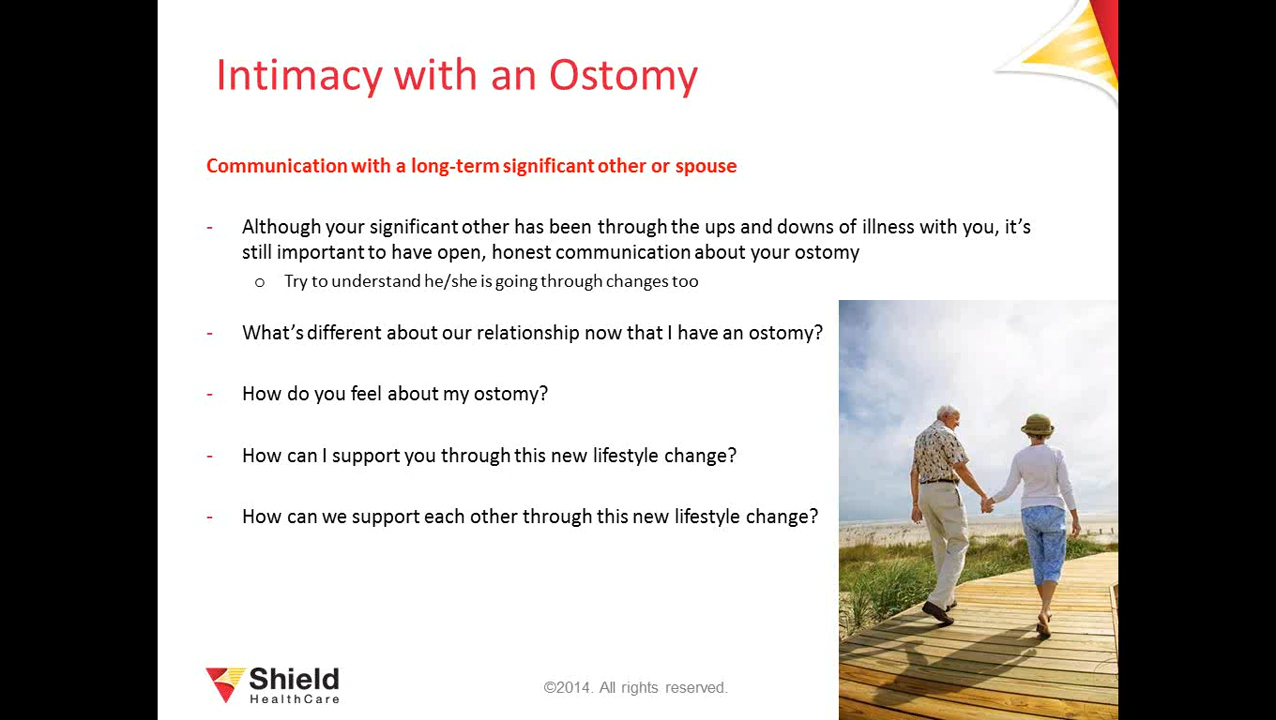 Intimacy with an Ostomy
Communication with a long-term significant other or spouse
- Although your significant other has been through the ups and downs of illness with you, it's
still important to have open, honest communication about your ostomy
o Try to understand he/she is going through changes too
- What's different about our relationship now that I have an ostomy?
- How do you feel about my ostomy?
- How can I support you through this new lifestyle change?
- How can we support each other through this new lifestyle change?
Shield
HealthCare
©2014. All rights reserved.